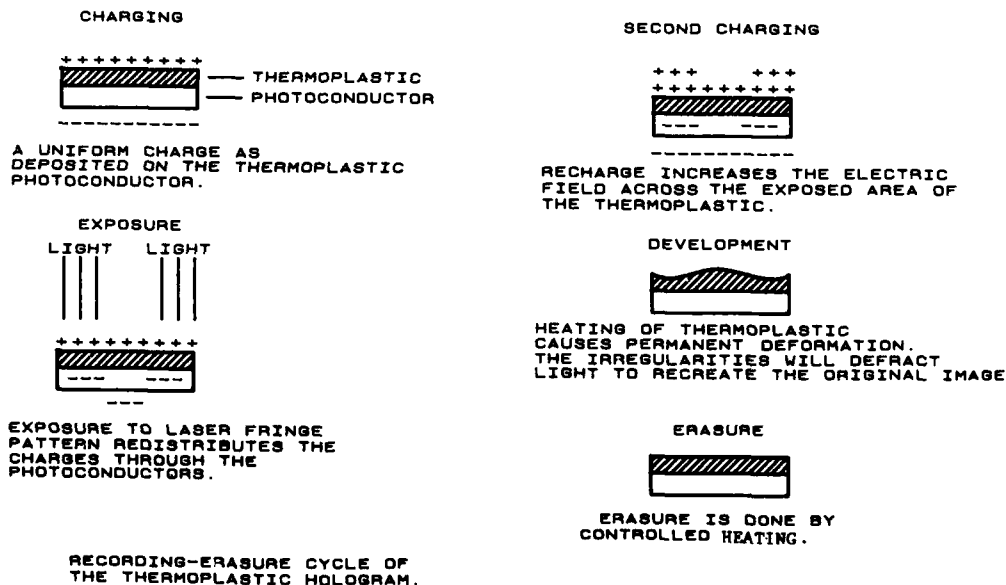 CHARGING
+ + + + + + + + + +
THERMOPLASTIC
PHOTOCONDUCTOR
A UNIFORM CHARGE AS
DEPOSITED ON THE THERMOPLASTIC
PHOTOCONDUCTOR.
EXPOSURE
LIGHT LIGHT
+ + + + + + + + + +
EXPOSURE TO LASER FRINGE
PATTERN REDISTRIBUTES THE
CHARGES THROUGH THE
PHOTOCONDUCTORS.
SECOND CHARGING
+ + + + + +
+ + + + + + + + + +
RECHARGE INCREASES THE ELECTRIC
FIELD ACROSS THE EXPOSED AREA OF
THE THERMOPLASTIC.
DEVELOPMENT
HEATING OF THERMOPLASTIC
CAUSES PERMANENT DEFORMATION.
THE IRREGULARITIES WILL DEFRACT
LIGHT TO RECREATE THE ORIGINAL IMAGE
ERASURE
ERASURE IS DONE BY
CONTROLLED HEATING.
RECORDING-ERASURE CYCLE OF
THE THERMOPLASTIC HOLOGRAM.